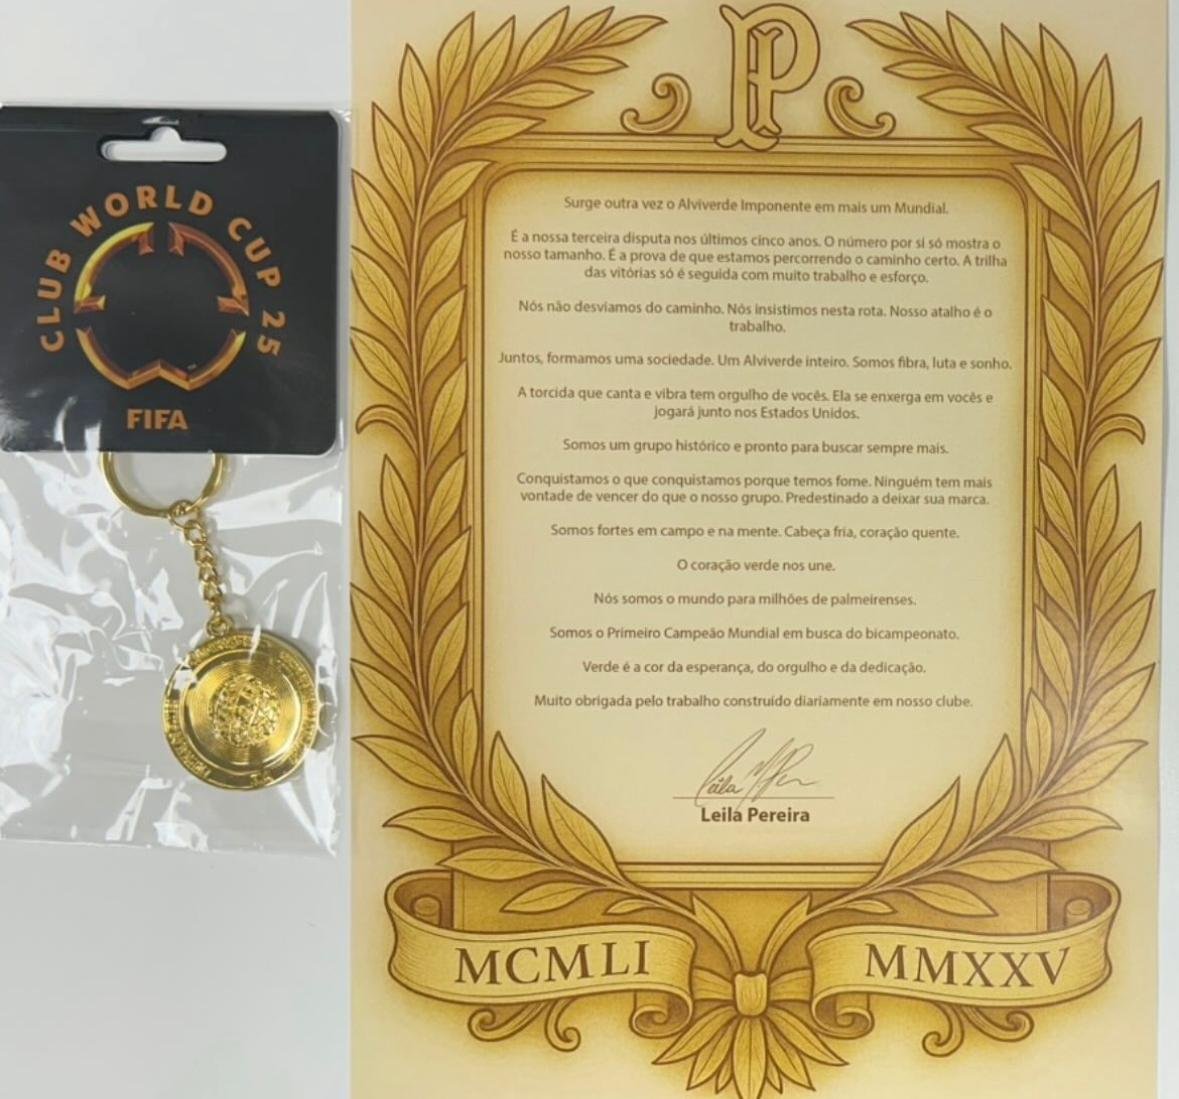 CLUB WORLD CUP 25
FIFA
P
Surge outra vez o Alviverde Imponente em mais um Mundial.
É a nossa terceira disputa nos últimos cinco anos. O número por si só mostra o
nosso tamanho. É a prova de que estamos percorrendo o caminho certo. A trilha
das vitórias só é seguida com muito trabalho e esforço.
Nós não desviamos do caminho. Nós insistimos nesta rota. Nosso atalho é o
trabalho.
Juntos, formamos uma sociedade. Um Alviverde inteiro. Somos fibra, luta e sonho.
A torcida que canta e vibra tem orgulho de vocês. Ela se enxerga em vocês e
jogará junto nos Estados Unidos.
Somos um grupo histórico e pronto para buscar sempre mais.
Conquistamos o que conquistamos porque temos fome. Ninguém tem mais
vontade de vencer do que o nosso grupo. Predestinado a deixar sua marca.
Somos fortes em campo e na mente. Cabeça fria, coração quente.
O coração verde nos une.
Nós somos o mundo para milhões de palmeirenses.
Somos o Primeiro Campeão Mundial em busca do bicampeonato.
Verde é a cor da esperança, do orgulho e da dedicação.
Muito obrigada pelo trabalho construído diariamente em nosso clube.
Leila Pereira
MCMLI MMXXV